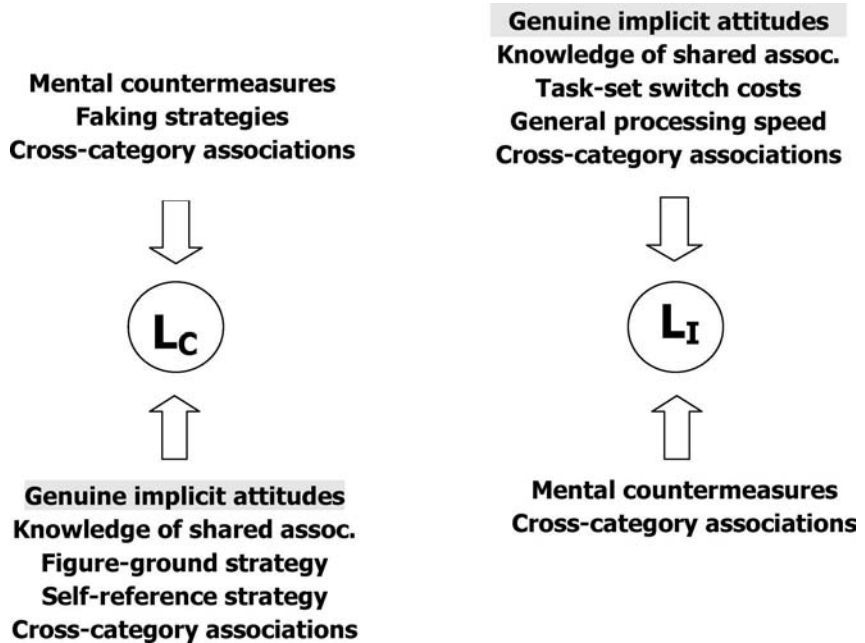 Mental countermeasures
Faking strategies
Cross-category associations
L_C
Genuine implicit attitudes
Knowledge of shared assoc.
Figure-ground strategy
Self-reference strategy
Cross-category associations
Genuine implicit attitudes
Knowledge of shared assoc.
Task-set switch costs
General processing speed
Cross-category associations
L_I
Mental countermeasures
Cross-category associations